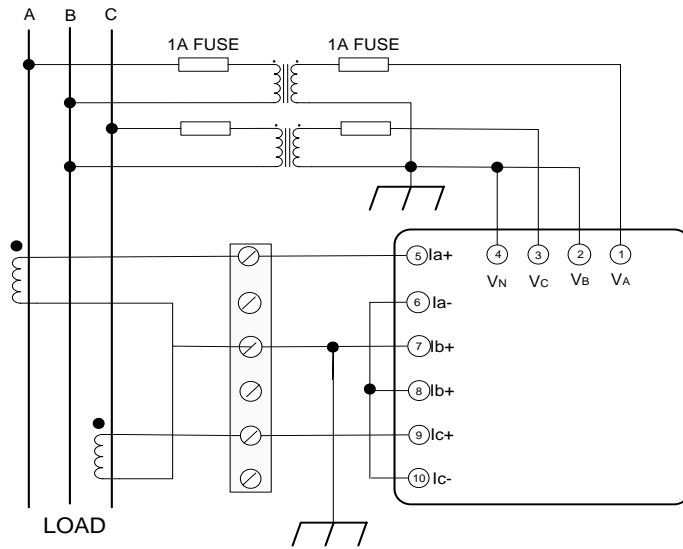 A B C
1A FUSE 1A FUSE
4 3 2 1
VN VC VB VA
5 Ia+
6 Ia-
7 Ib+
8 Ib+
9 Ic+
10 Ic-
LOAD